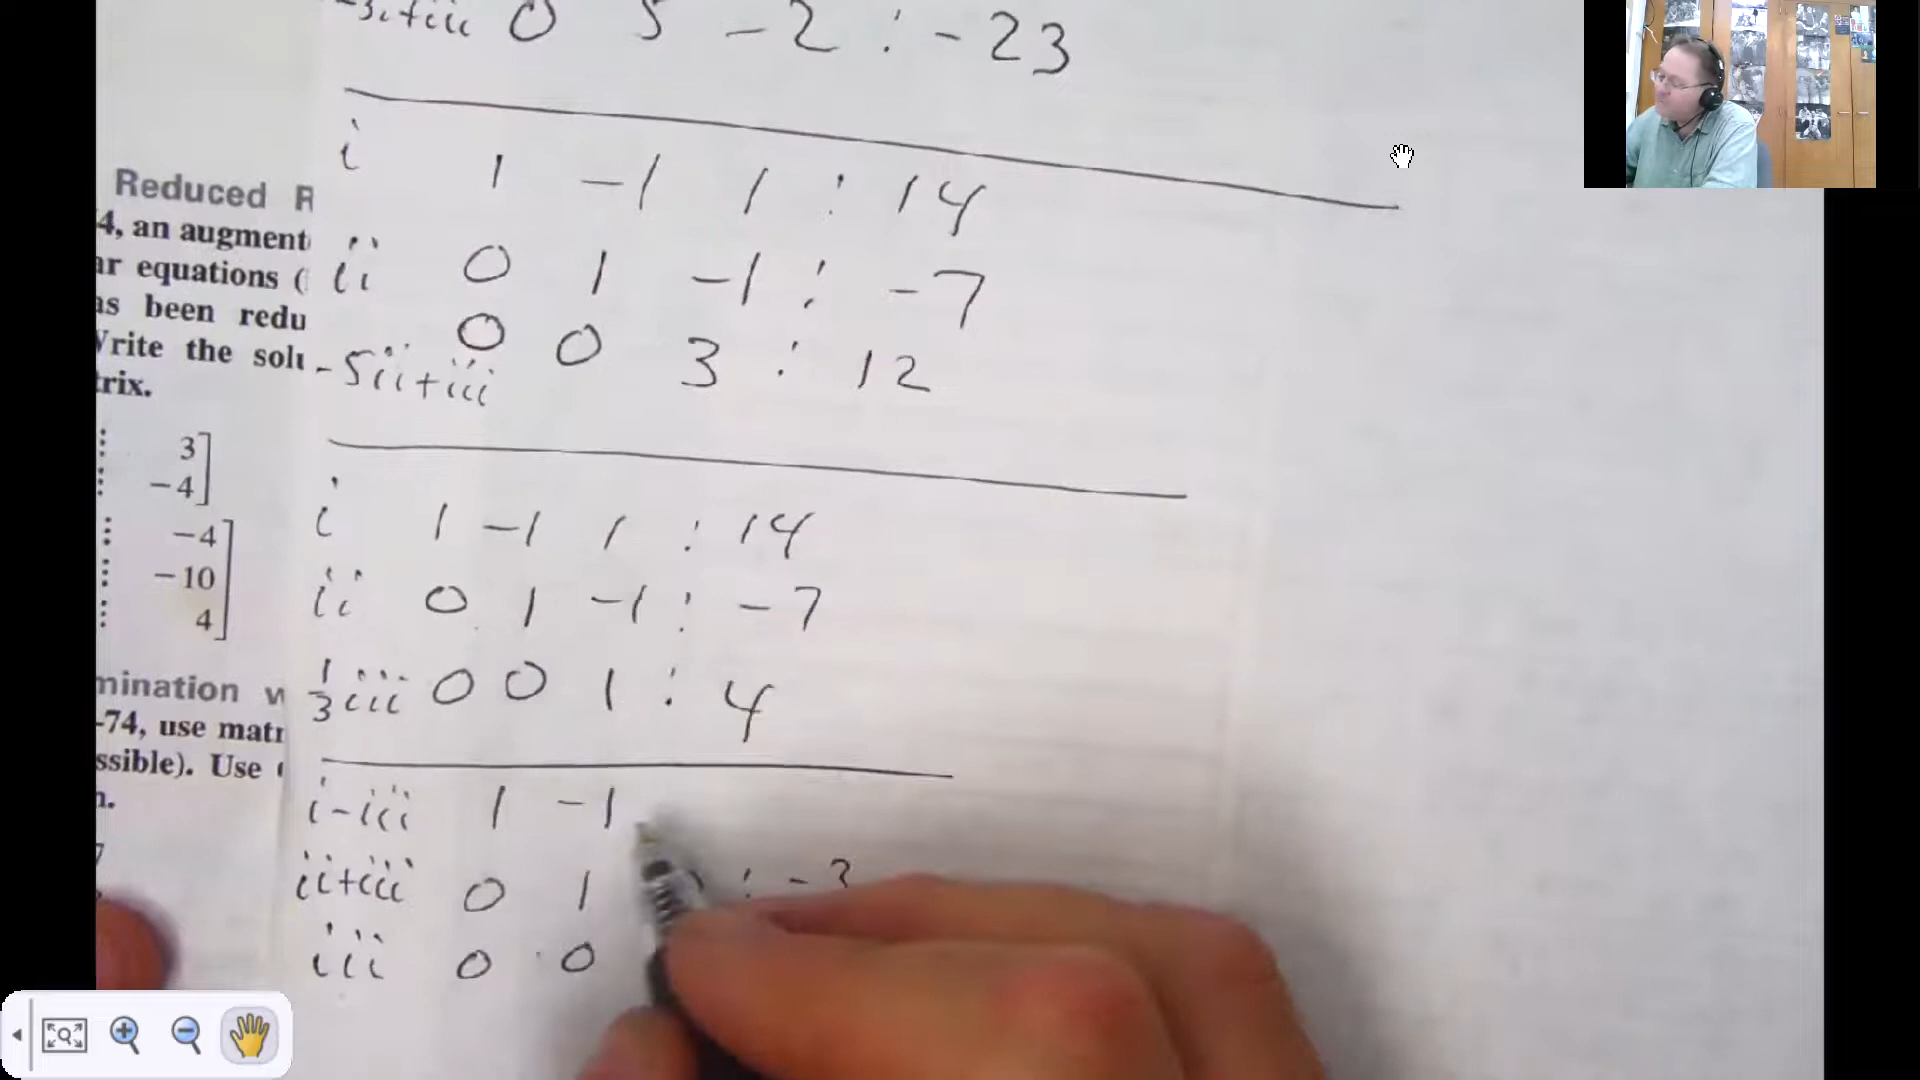 -3i+iii 0 5 -2 : -23
i 1 -1 1 : 14
ii 0 1 -1 : -7
-5ii+iii 0 0 3 : 12
i 1 -1 1 : 14
ii 0 1 -1 : -7
1/3 iii 0 0 1 : 4
i-iii 1 -1
ii+iii 0 1 : -3
iii 0 0
Reduced R
4, an augment
ar equations (
as been redu
Write the solu
trix.
⋮ 3]
⋮ -4]
⋮ -4]
⋮ -10
⋮ 4]
mination w
-74, use matr
ssible). Use
n.
7